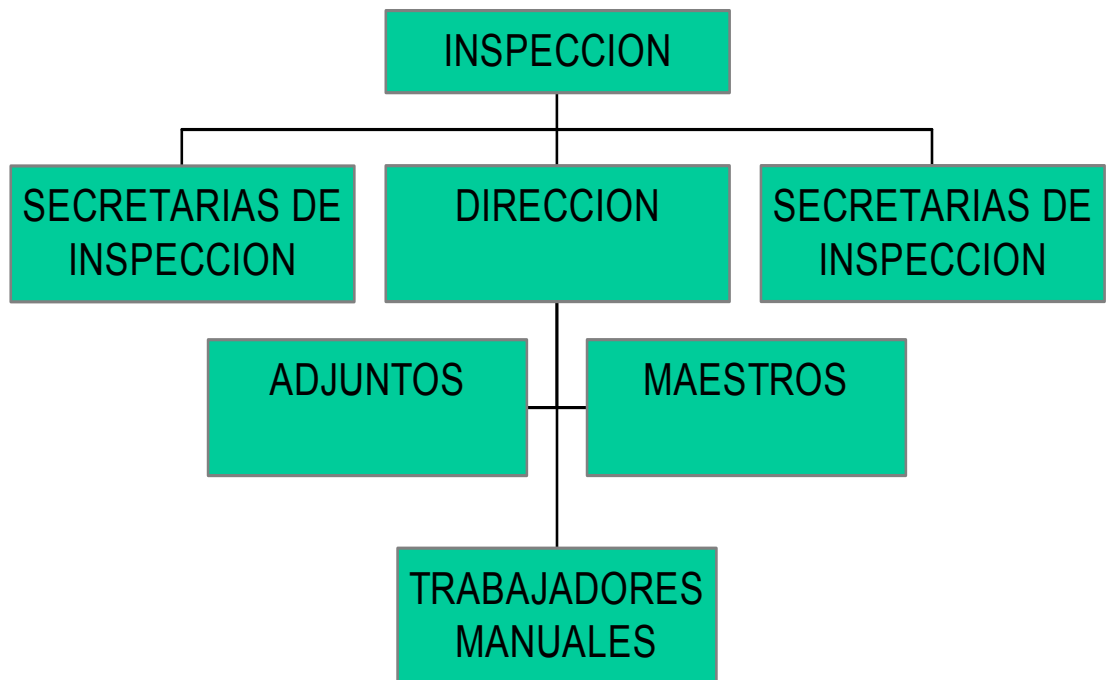 INSPECCION
SECRETARIAS DE
INSPECCION
DIRECCION
SECRETARIAS DE
INSPECCION
ADJUNTOS
MAESTROS
TRABAJADORES
MANUALES